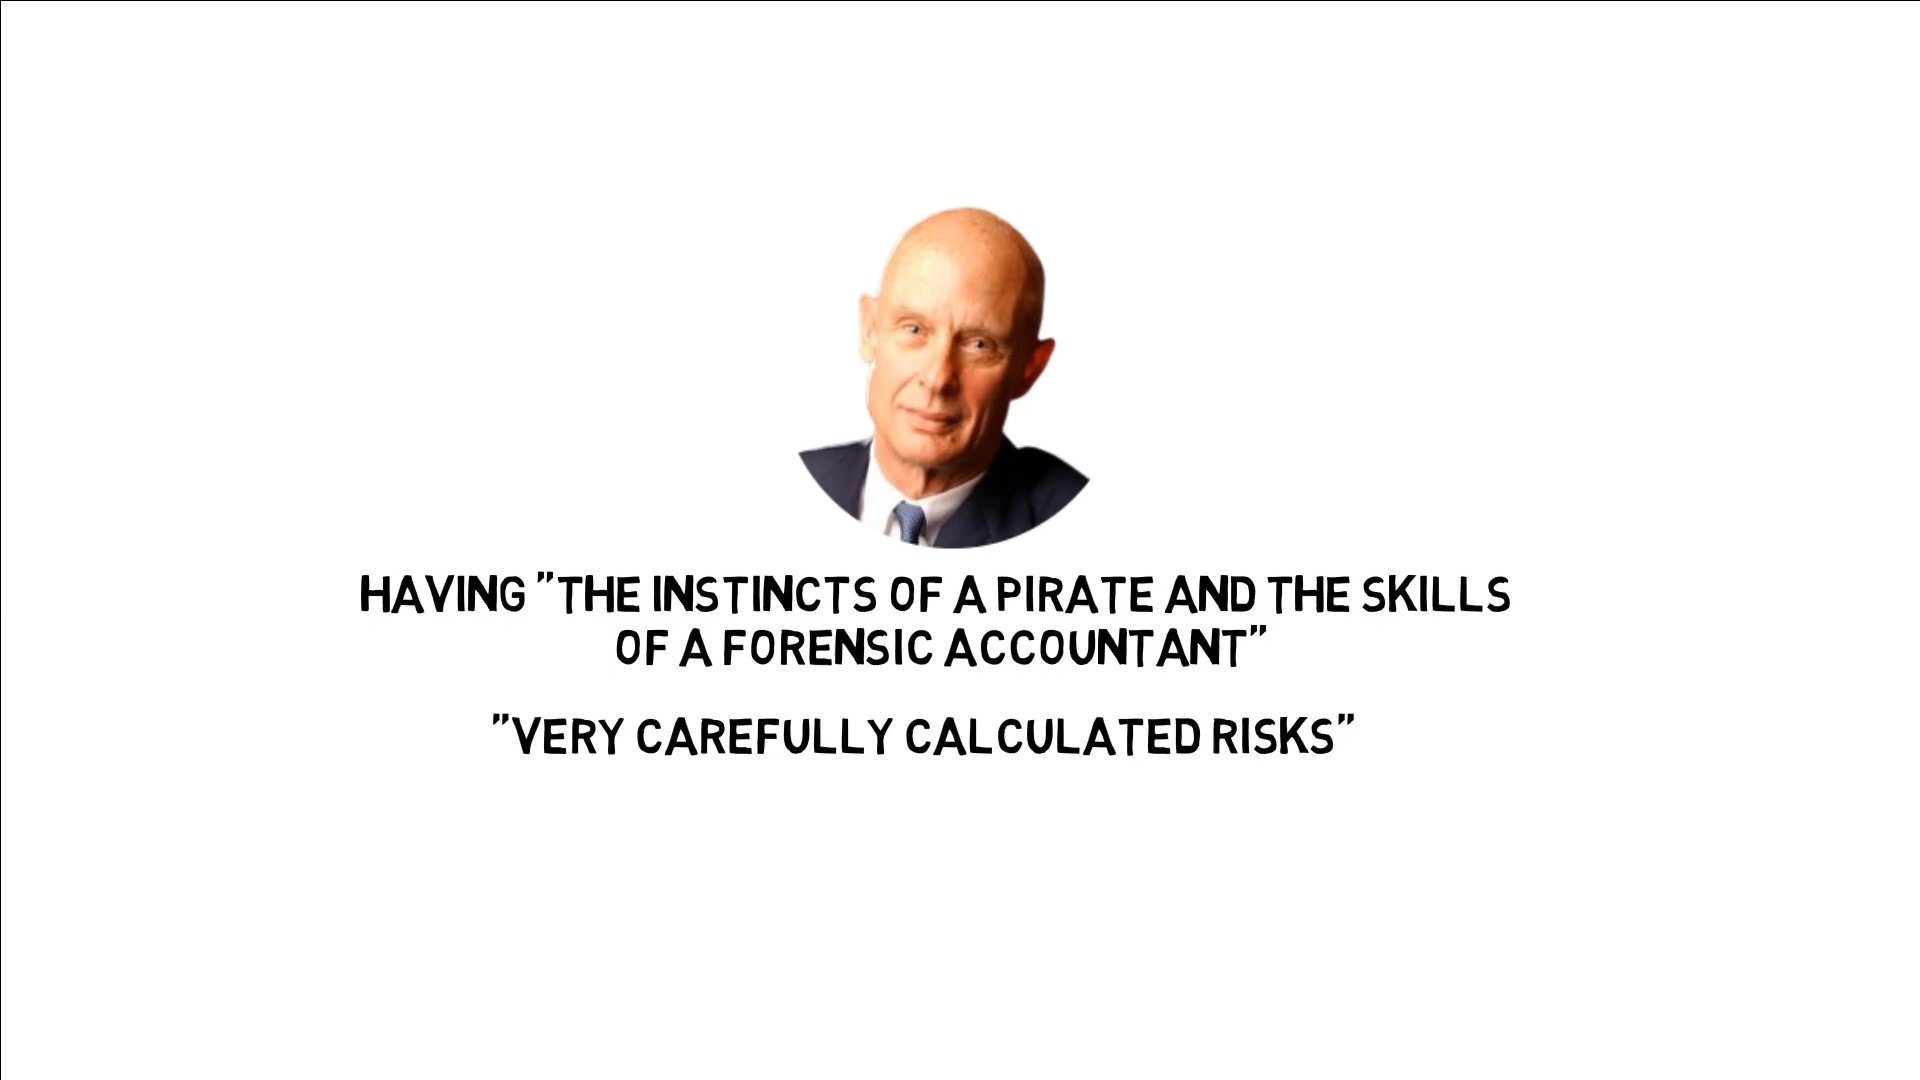 HAVING "THE INSTINCTS OF A PIRATE AND THE SKILLS
OF A FORENSIC ACCOUNTANT"
"VERY CAREFULLY CALCULATED RISKS"